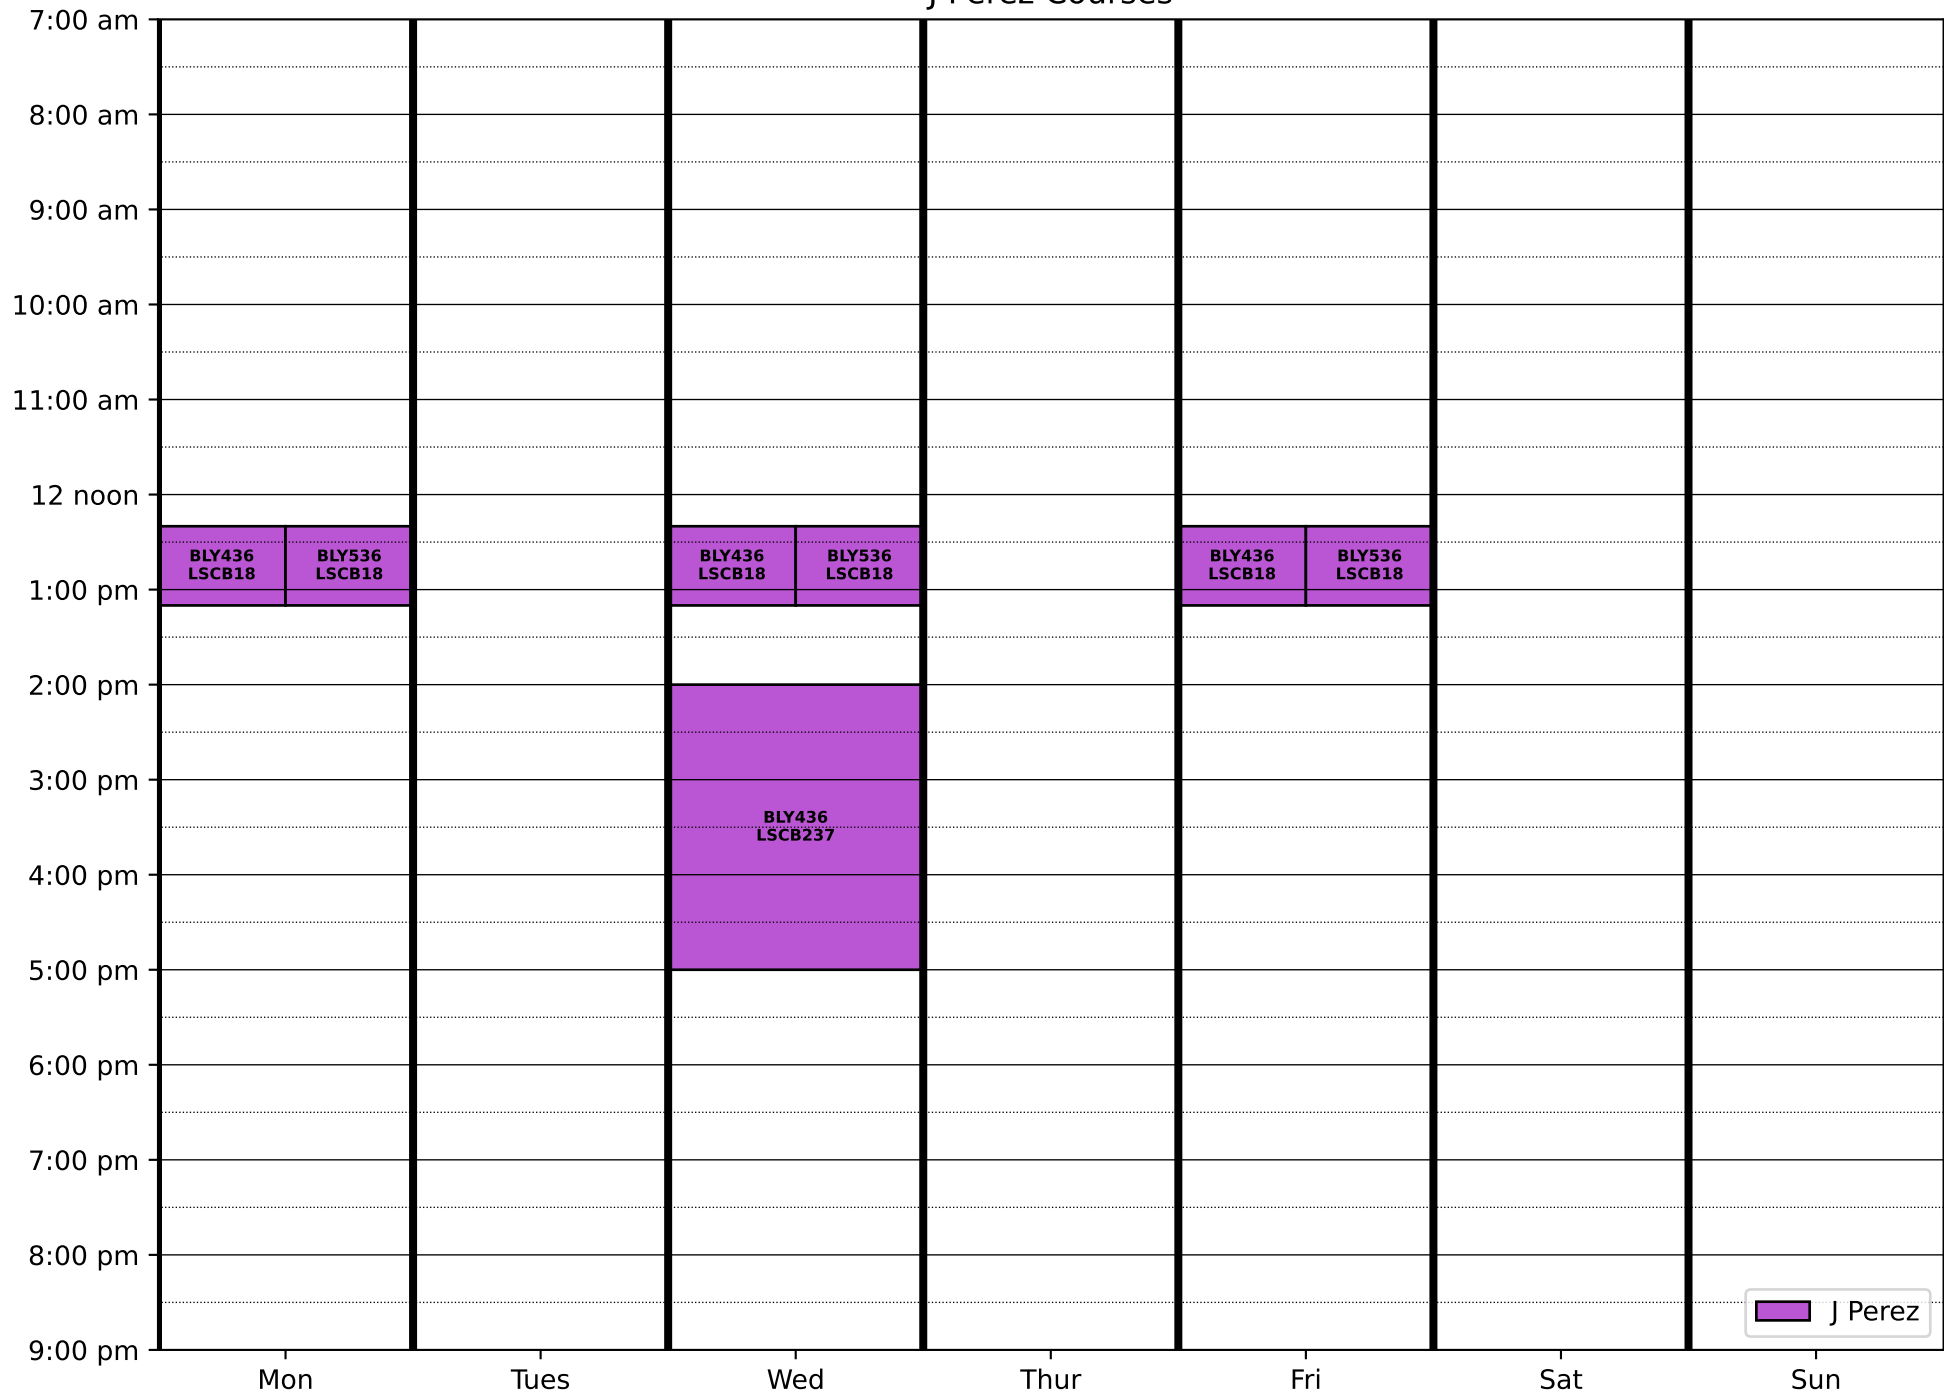 J Perez Courses
7:00 am
8:00 am
9:00 am
10:00 am
11:00 am
12 noon
BLY436 BLY536 BLY436 BLY536 BLY436 BLY536
LSCB18 LSCB18 LSCB18 LSCB18 LSCB18 LSCB18
1:00 pm
2:00 pm
3:00 pm
BLY436
LSCB237
4:00 pm
5:00 pm
6:00 pm
7:00 pm
8:00 pm
J Perez
9:00 pm
Mon Tues Wed Thur Fri Sat Sun